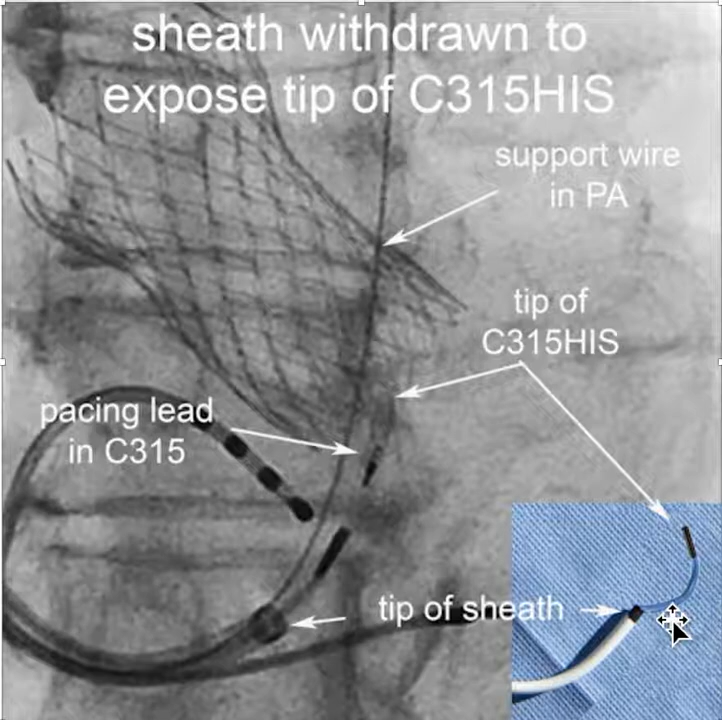 sheath withdrawn to
expose tip of C315HIS
support wire
in PA
tip of
C315HIS
pacing lead
in C315
tip of sheath